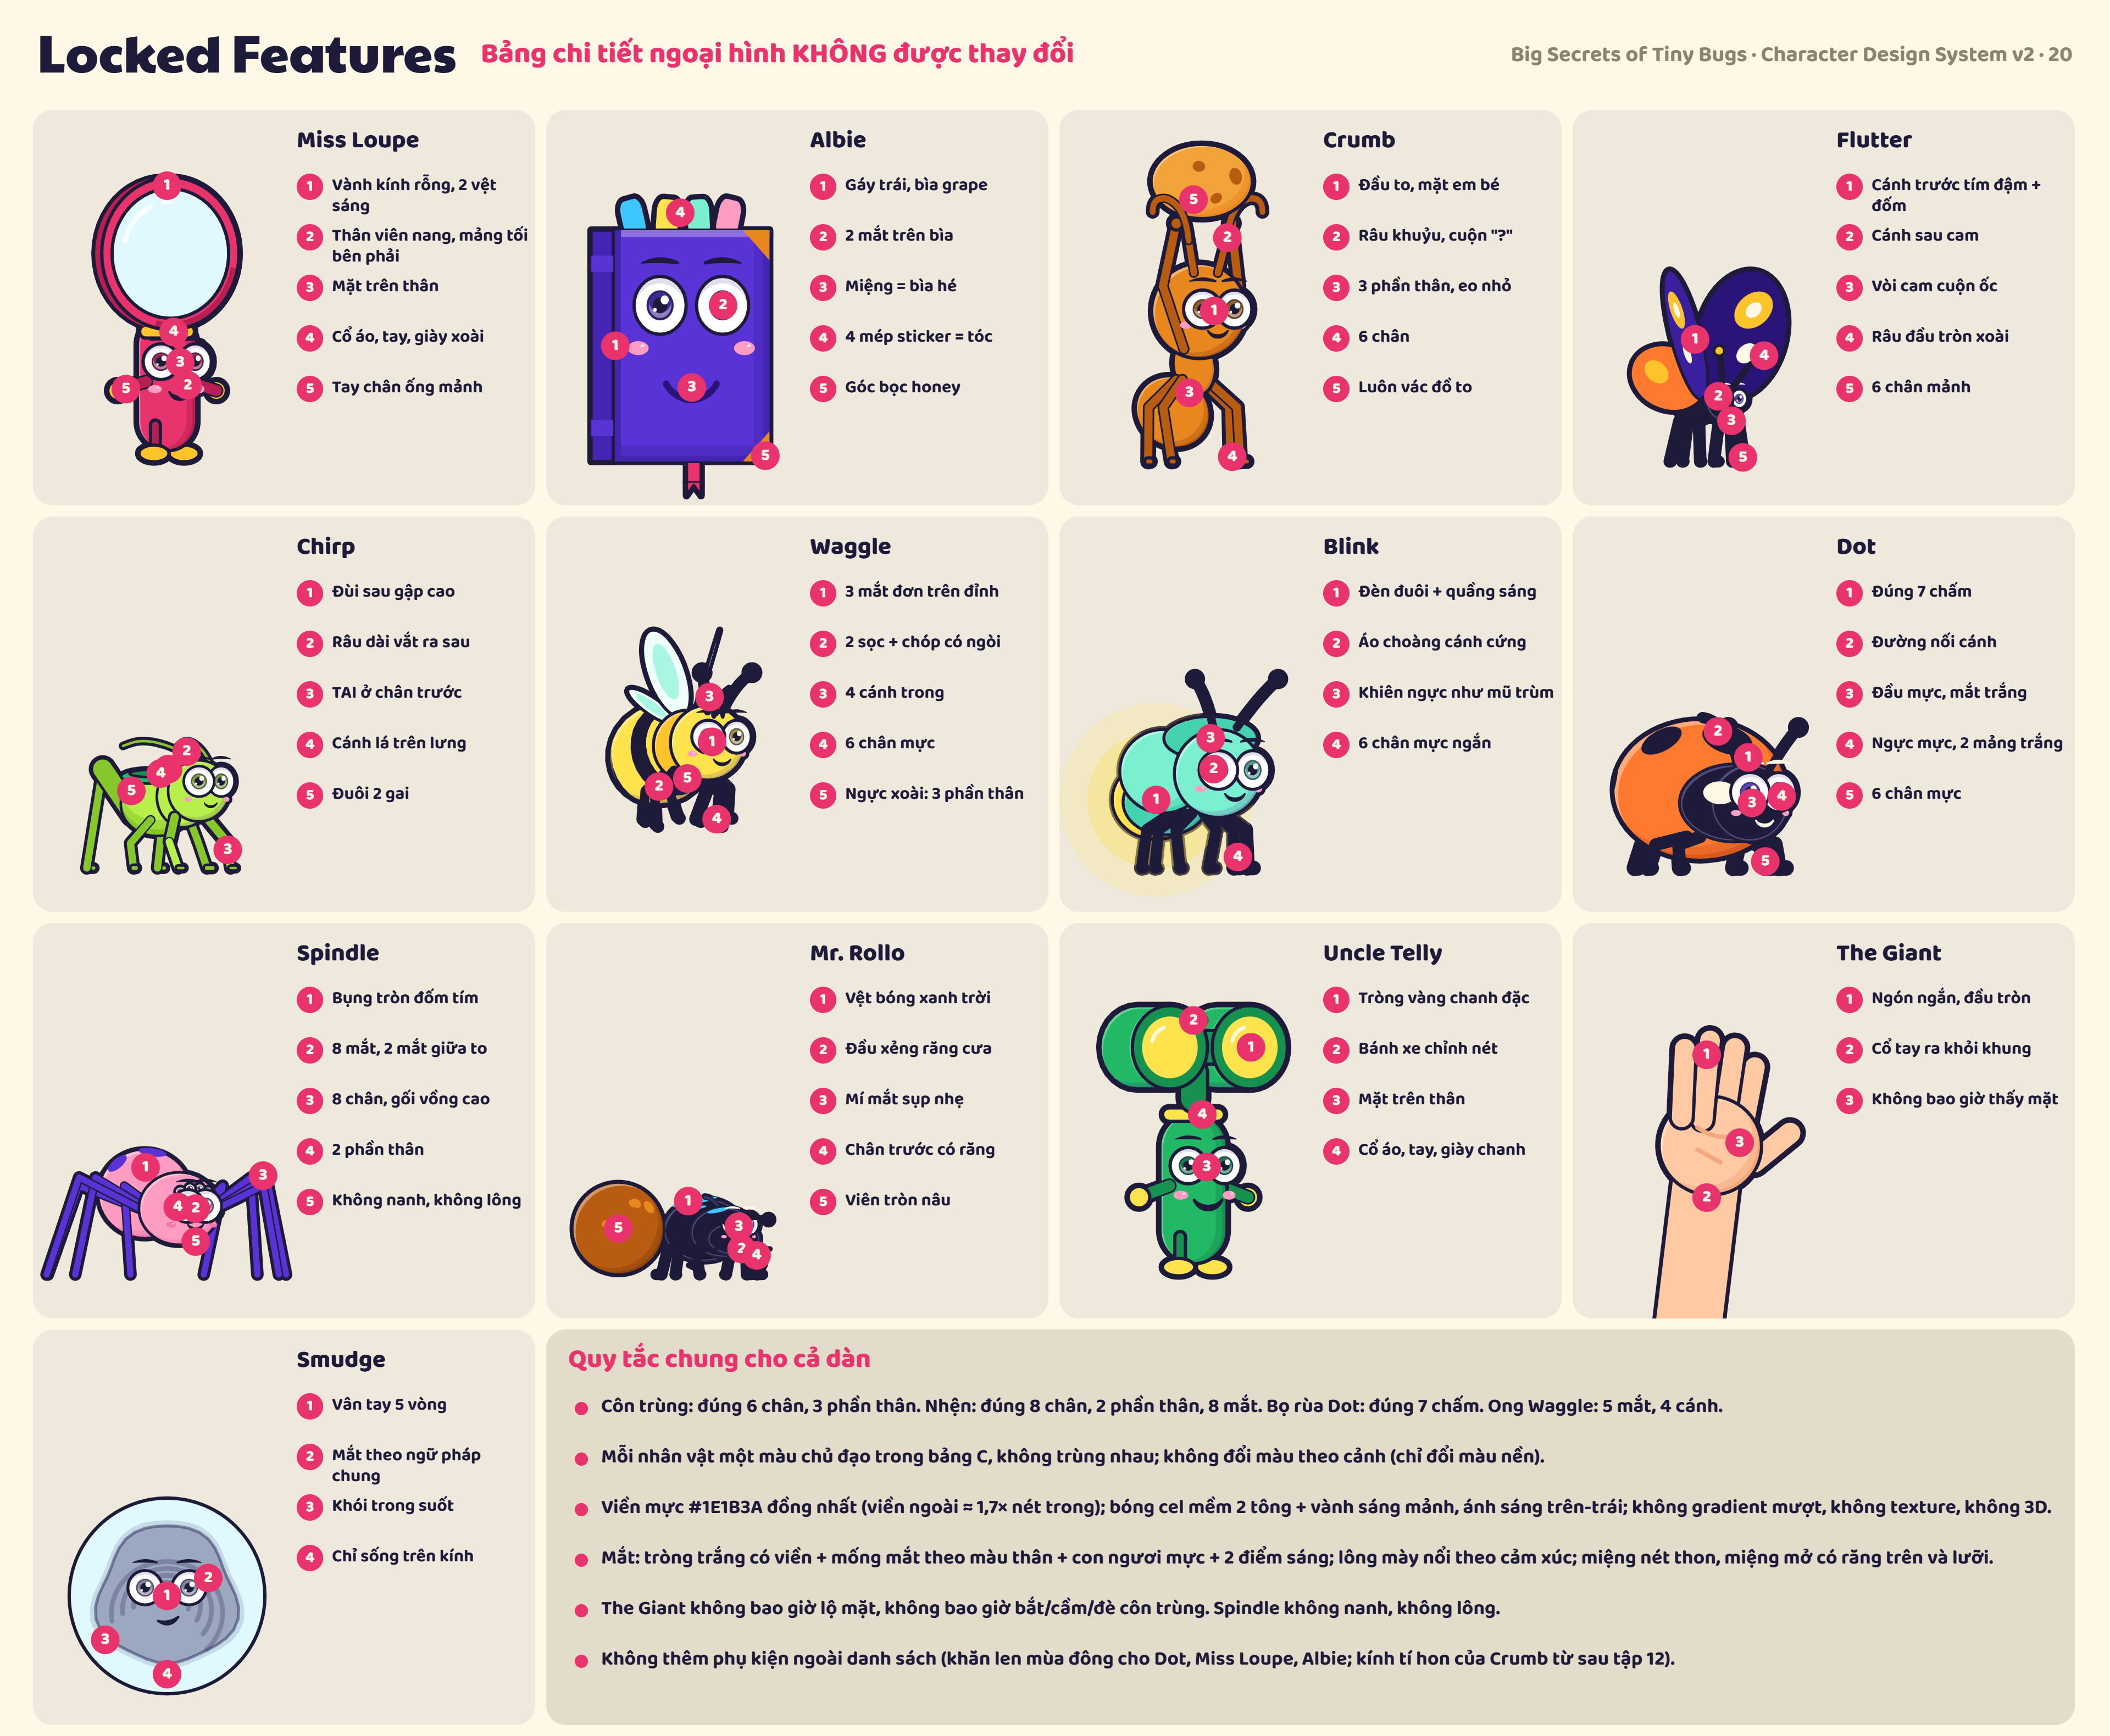 Locked Features
Bảng chi tiết ngoại hình KHÔNG được thay đổi
Big Secrets of Tiny Bugs · Character Design System v2 · 20
Miss Loupe
1 Vành kính rỗng, 2 vệt
sáng
2 Thân viên nang, mảng tối
bên phải
3 Mặt trên thân
4 Cổ áo, tay, giày xoài
5 Tay chân ống mảnh
Albie
1 Gáy trái, bìa grape
2 2 mắt trên bìa
3 Miệng = bìa hé
4 4 mép sticker = tóc
5 Góc bọc honey
Crumb
1 Đầu to, mặt em bé
2 Râu khuỷu, cuộn "?"
3 3 phần thân, eo nhỏ
4 6 chân
5 Luôn vác đồ to
Flutter
1 Cánh trước tím đậm +
đốm
2 Cánh sau cam
3 Vòi cam cuộn ốc
4 Râu đầu tròn xoài
5 6 chân mảnh
Chirp
1 Đùi sau gập cao
2 Râu dài vắt ra sau
3 TAI ở chân trước
4 Cánh lá trên lưng
5 Đuôi 2 gai
Waggle
1 3 mắt đơn trên đỉnh
2 2 sọc + chóp có ngòi
3 4 cánh trong
4 6 chân mực
5 Ngực xoài: 3 phần thân
Blink
1 Đèn đuôi + quầng sáng
2 Áo choàng cánh cứng
3 Khiên ngực như mũ trùm
4 6 chân mực ngắn
Dot
1 Đúng 7 chấm
2 Đường nối cánh
3 Đầu mực, mắt trắng
4 Ngực mực, 2 mảng trắng
5 6 chân mực
Spindle
1 Bụng tròn đốm tím
2 8 mắt, 2 mắt giữa to
3 8 chân, gối vồng cao
4 2 phần thân
5 Không nanh, không lông
Mr. Rollo
1 Vệt bóng xanh trời
2 Đầu xẻng răng cưa
3 Mí mắt sụp nhẹ
4 Chân trước có răng
5 Viên tròn nâu
Uncle Telly
1 Tròng vàng chanh đặc
2 Bánh xe chỉnh nét
3 Mặt trên thân
4 Cổ áo, tay, giày chanh
The Giant
1 Ngón ngắn, đầu tròn
2 Cổ tay ra khỏi khung
3 Không bao giờ thấy mặt
Smudge
1 Vân tay 5 vòng
2 Mắt theo ngữ pháp
chung
3 Khói trong suốt
4 Chỉ sống trên kính
Quy tắc chung cho cả dàn
Côn trùng: đúng 6 chân, 3 phần thân. Nhện: đúng 8 chân, 2 phần thân, 8 mắt. Bọ rùa Dot: đúng 7 chấm. Ong Waggle: 5 mắt, 4 cánh.
Mỗi nhân vật một màu chủ đạo trong bảng C, không trùng nhau; không đổi màu theo cảnh (chỉ đổi màu nền).
Viền mực #1E1B3A đồng nhất (viền ngoài ≈ 1,7× nét trong); bóng cel mềm 2 tông + vành sáng mảnh, ánh sáng trên-trái; không gradient mượt, không texture, không 3D.
Mắt: tròng trắng có viền + mống mắt theo màu thân + con ngươi mực + 2 điểm sáng; lông mày nổi theo cảm xúc; miệng nét thon, miệng mở có răng trên và lưỡi.
The Giant không bao giờ lộ mặt, không bao giờ bắt/cầm/đè côn trùng. Spindle không nanh, không lông.
Không thêm phụ kiện ngoài danh sách (khăn len mùa đông cho Dot, Miss Loupe, Albie; kính tí hon của Crumb từ sau tập 12).